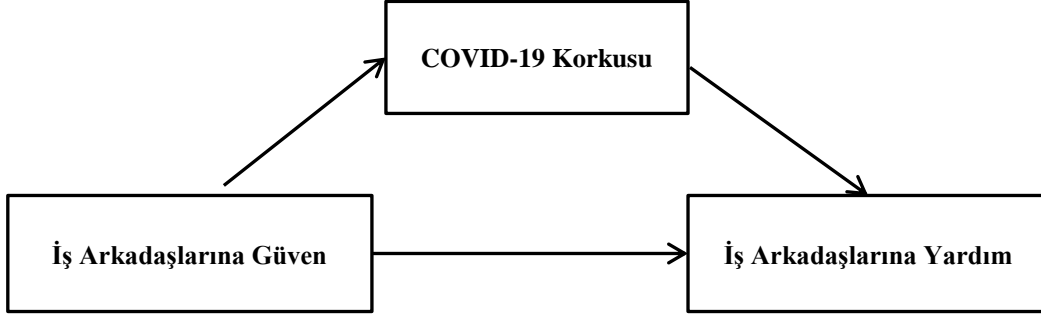 COVID-19 Korkusu
İş Arkadaşlarına Güven
İş Arkadaşlarına Yardım